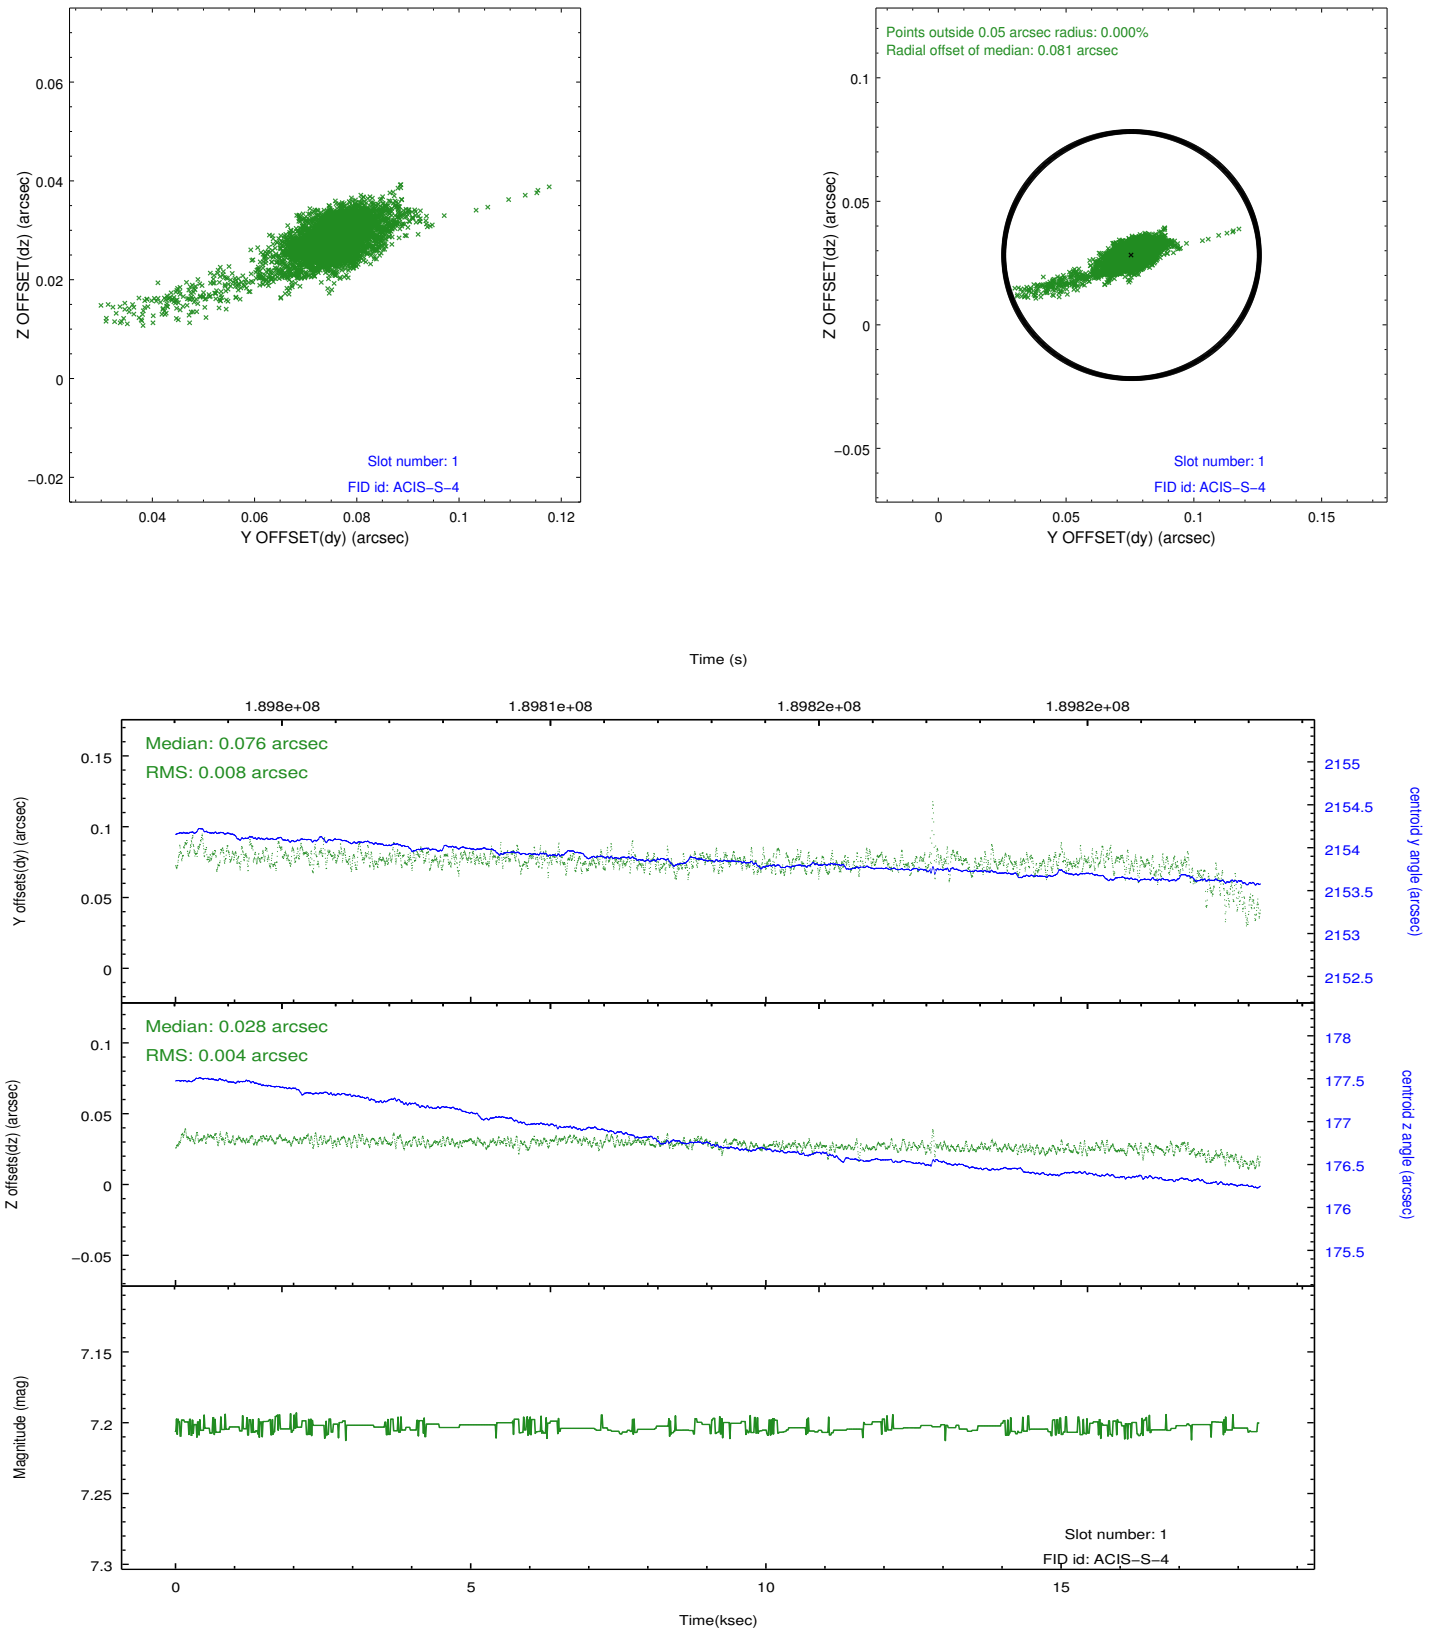 0.06
0.04
0.02
0
−0.02
Z OFFSET(dz) (arcsec)
Slot number: 1
FID id: ACIS−S−4
0.04 0.06 0.08 0.1 0.12
Y OFFSET(dy) (arcsec)
Points outside 0.05 arcsec radius: 0.000%
Radial offset of median: 0.081 arcsec
0.1
0.05
0
−0.05
Z OFFSET(dz) (arcsec)
Slot number: 1
FID id: ACIS−S−4
0 0.05 0.1 0.15
Y OFFSET(dy) (arcsec)
Time (s)
1.898e+08 1.8981e+08 1.8982e+08 1.8982e+08
Median: 0.076 arcsec
RMS: 0.008 arcsec
0.15
0.1
0.05
0
Y offsets(dy) (arcsec)
2155
2154.5
2154
2153.5
2153
2152.5
centroid y angle (arcsec)
Median: 0.028 arcsec
RMS: 0.004 arcsec
0.1
0.05
0
−0.05
Z offsets(dz) (arcsec)
178
177.5
177
176.5
176
175.5
centroid z angle (arcsec)
7.15
7.2
7.25
7.3
Magnitude (mag)
Slot number: 1
FID id: ACIS−S−4
0 5 10 15
Time(ksec)